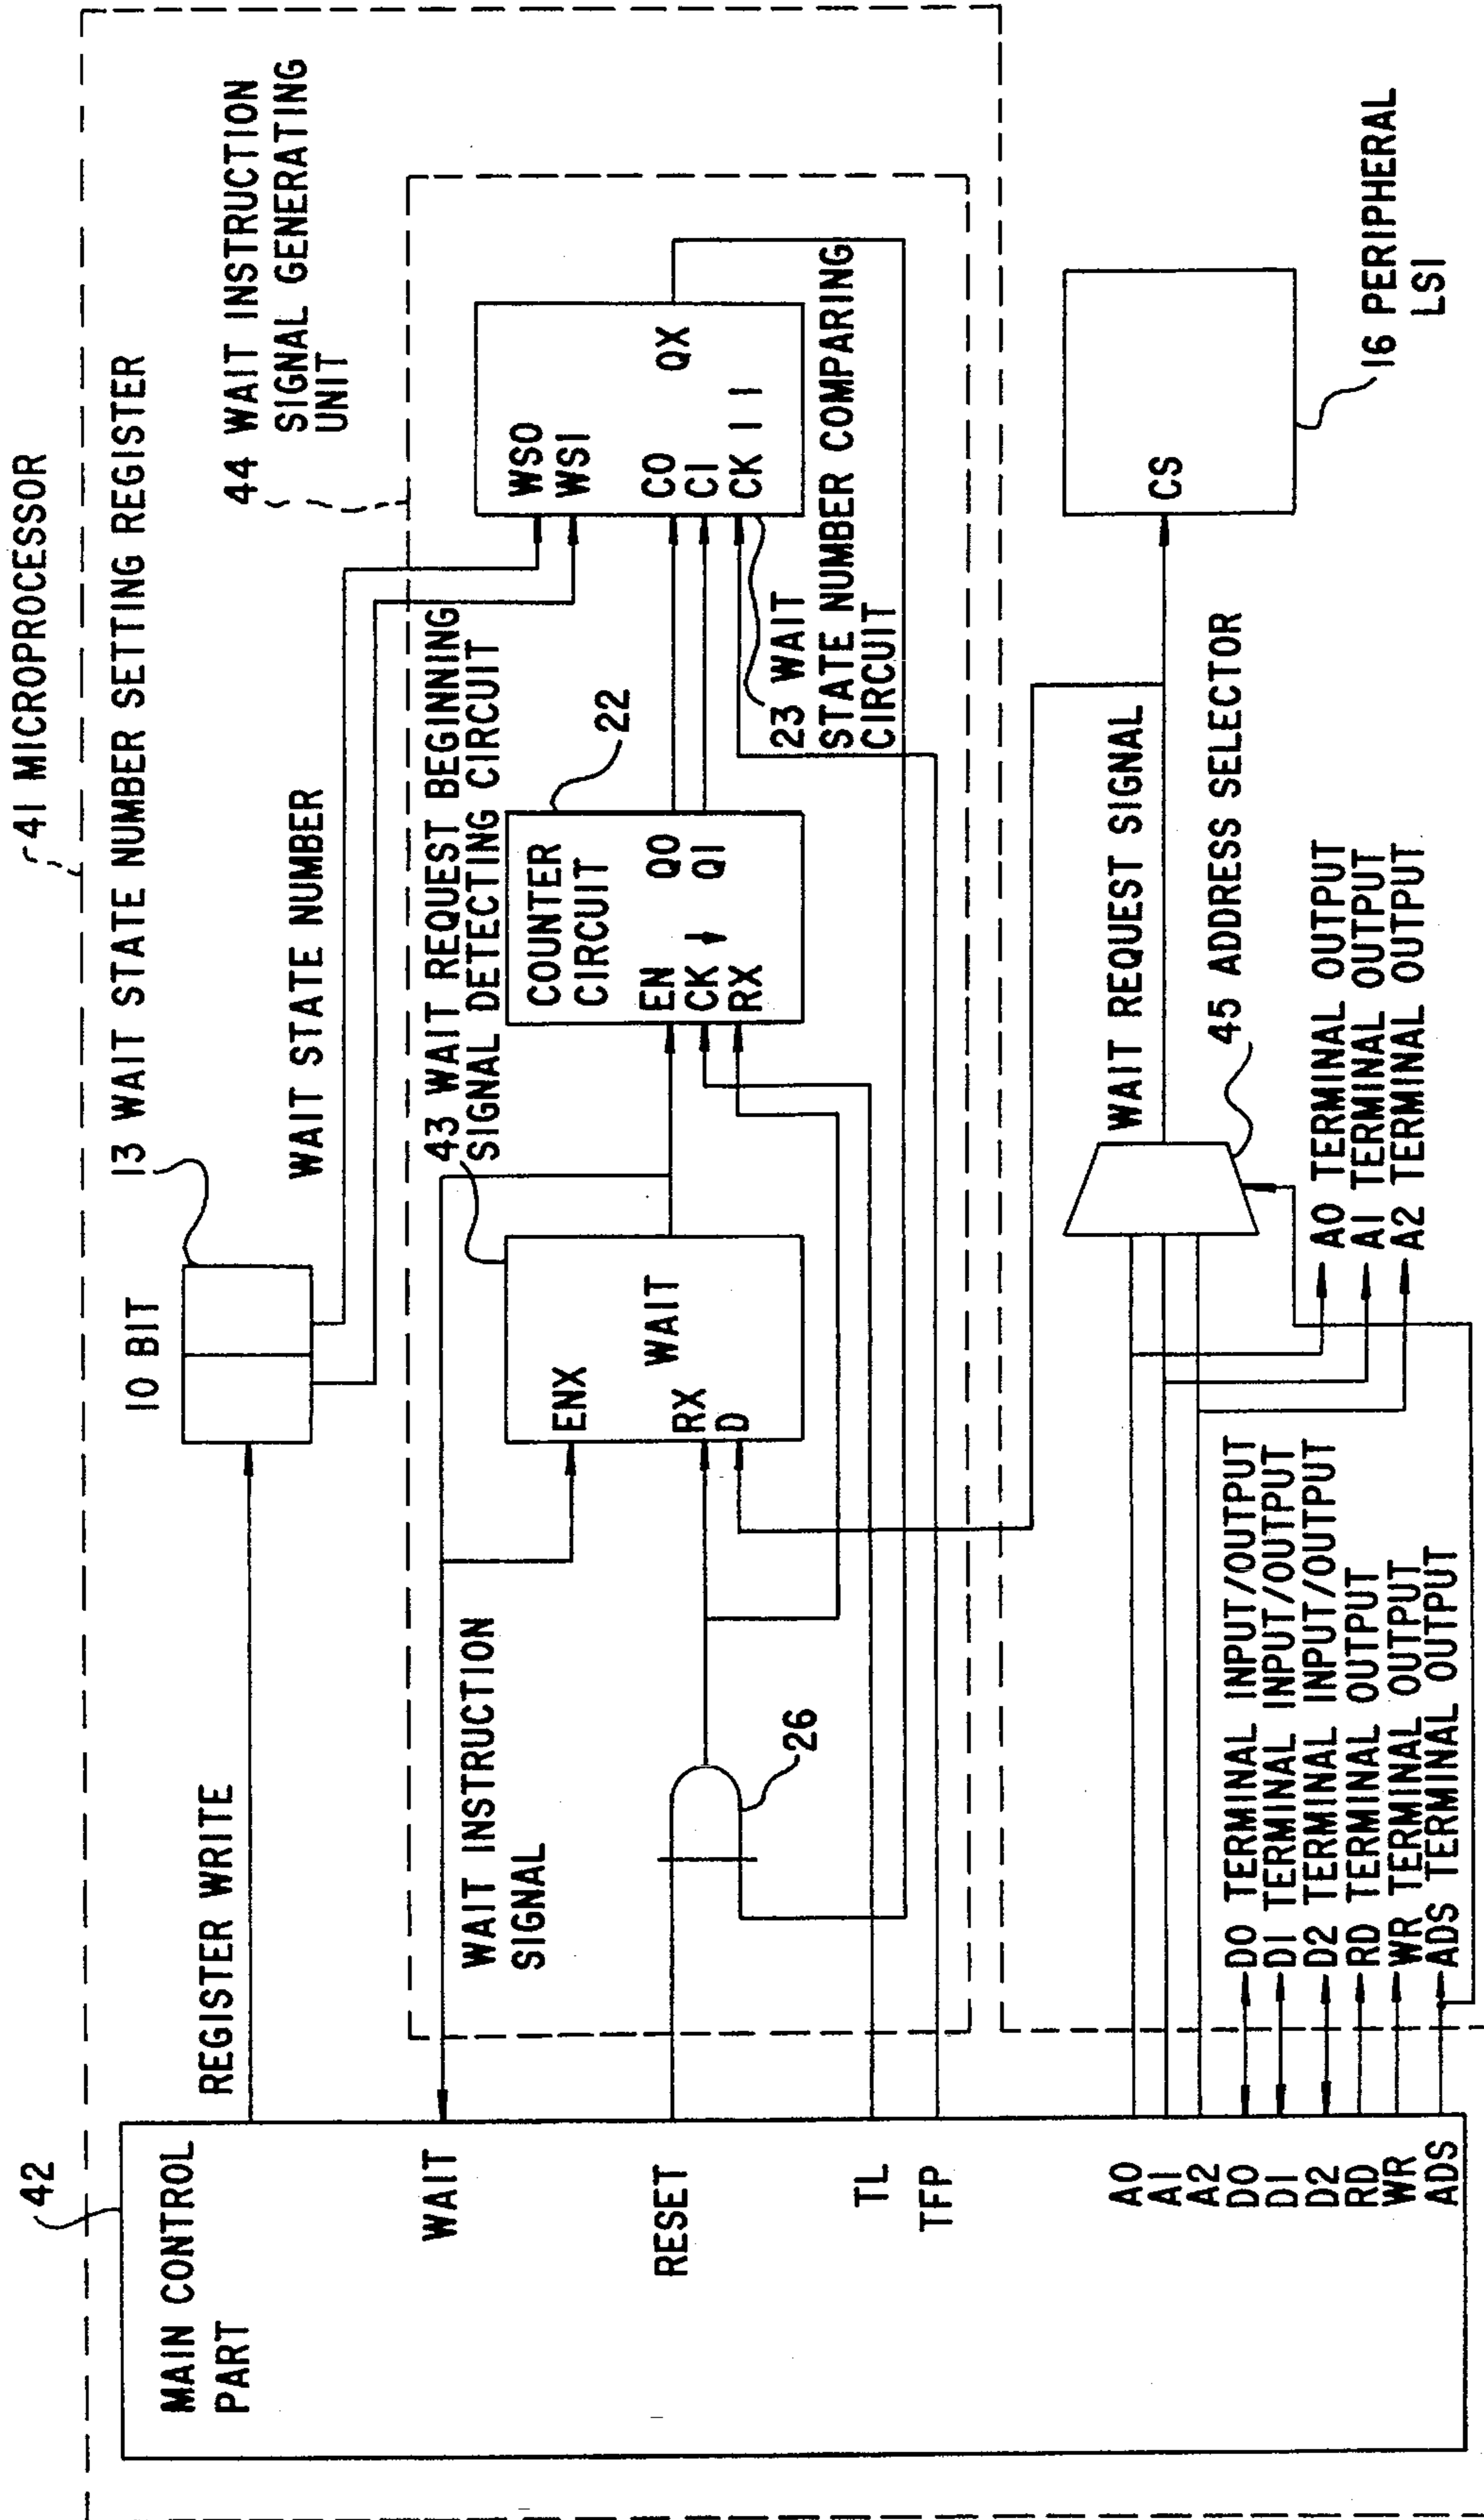 41 MICROPROCESSOR
13 WAIT STATE NUMBER SETTING REGISTER
44 WAIT INSTRUCTION
SIGNAL GENERATING
UNIT
42
MAIN CONTROL
PART
REGISTER WRITE
10 BIT
WAIT STATE NUMBER
WAIT
WAIT INSTRUCTION
SIGNAL
43 WAIT REQUEST BEGINNING
SIGNAL DETECTING CIRCUIT
ENX
WAIT
RX
D
COUNTER
CIRCUIT
22
EN
CK
RX
Q0
Q1
WS0
WS1
C0
C1
CK
QX
23 WAIT
STATE NUMBER COMPARING
CIRCUIT
RESET
26
TL
TFP
A0
A1
A2
D0
D1
D2
RD
WR
ADS
D0 TERMINAL INPUT/OUTPUT
D1 TERMINAL INPUT/OUTPUT
D2 TERMINAL INPUT/OUTPUT
RD TERMINAL OUTPUT
WR TERMINAL OUTPUT
ADS TERMINAL OUTPUT
A0 TERMINAL OUTPUT
A1 TERMINAL OUTPUT
A2 TERMINAL OUTPUT
45 ADDRESS SELECTOR
WAIT REQUEST SIGNAL
CS
16 PERIPHERAL
LSI